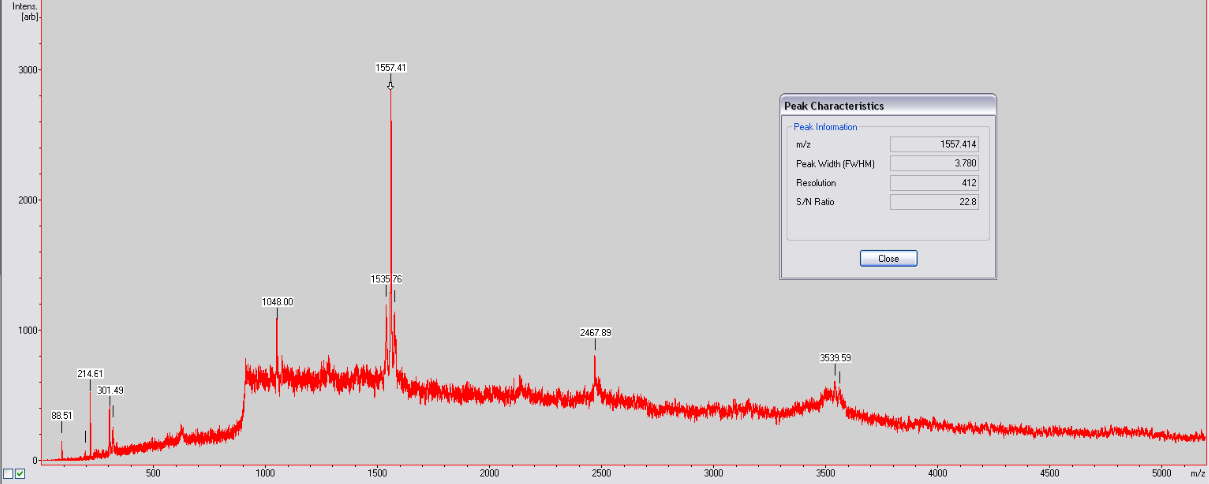 Intens.
[arb]
3000
2000
1000
0
1557.41
1535.76
1048.00
2467.89
3539.59
214.61
301.49
88.51
500
1000
1500
2000
2500
3000
3500
4000
4500
5000
m/z
Peak Characteristics
Peak Information
m/z 1557.414
Peak Width (FWHM) 3.780
Resolution 412
S/N Ratio 22.8
Close